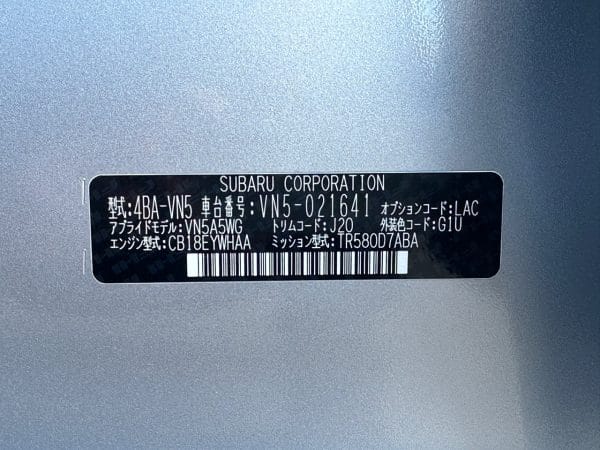 SUBARU CORPORATION
型式:4BA-VN5 車台番号:VN5-021641 オプションコード:LAC
アプライドモデル:VN5A5WG トリムコード:J20 外装色コード:G1U
エンジン型式:CB18EYWHAA ミッション型式:TR580D7ABA